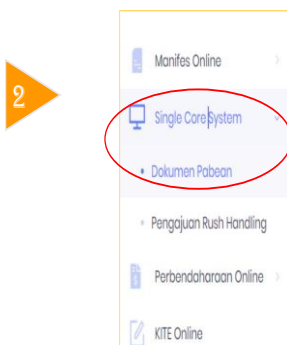 2
Manifes Online
Single Core System
Dokumen Pabean
Pengajuan Rush Handling
Perbendaharaan Online
KITE Online